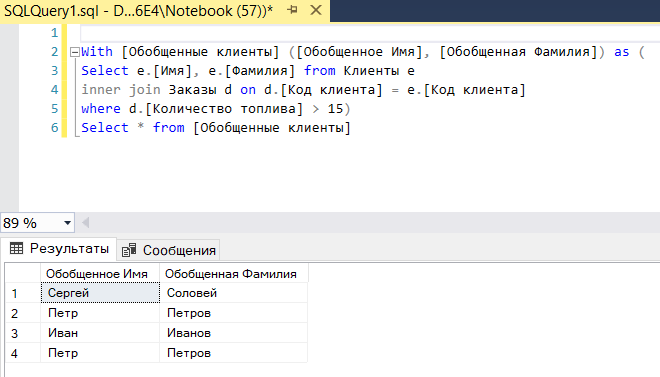 SQLQuery1.sql - D...6E4\Notebook (57))*
1
2 With [Обобщенные клиенты] ([Обобщенное Имя], [Обобщенная Фамилия]) as (
3 Select e.[Имя], e.[Фамилия] from Клиенты e
4 inner join Заказы d on d.[Код клиента] = e.[Код клиента]
5 where d.[Количество топлива] > 15)
6 Select * from [Обобщенные клиенты]
89 %
Результаты Сообщения
Обобщенное Имя Обобщенная Фамилия
1 Сергей Соловей
2 Петр Петров
3 Иван Иванов
4 Петр Петров